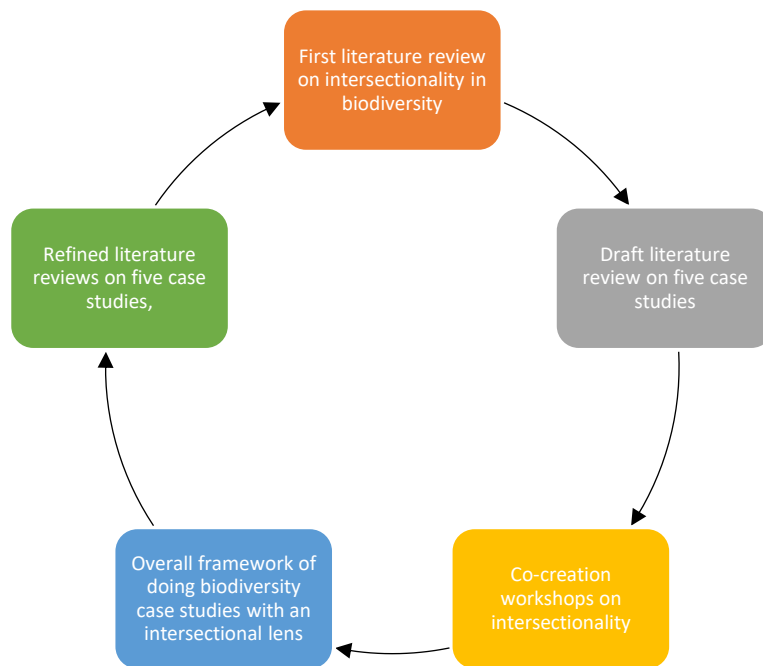 First literature review
on intersectionality in
biodiversity
Draft literature
review on five case
studies
Co-creation
workshops on
intersectionality
Overall framework of
doing biodiversity
case studies with an
intersectional lens
Refined literature
reviews on five case
studies,